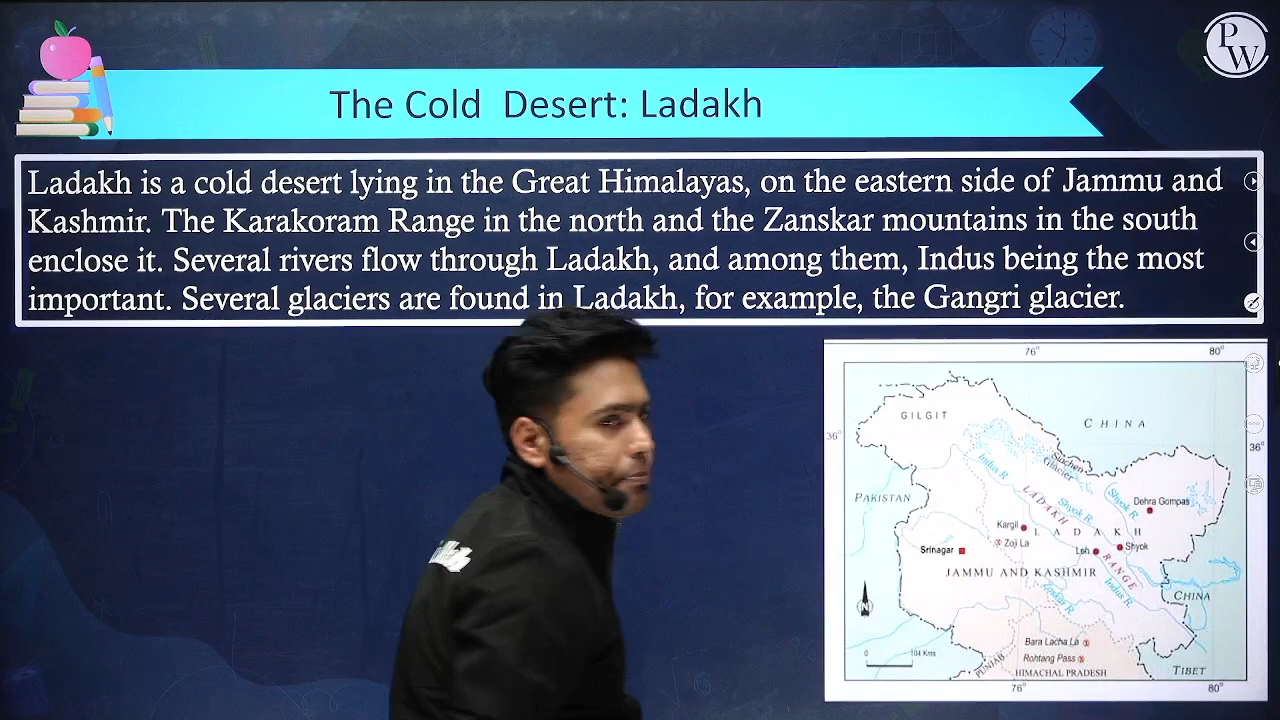 PW
The Cold Desert: Ladakh
Ladakh is a cold desert lying in the Great Himalayas, on the eastern side of Jammu and
Kashmir. The Karakoram Range in the north and the Zanskar mountains in the south
enclose it. Several rivers flow through Ladakh, and among them, Indus being the most
important. Several glaciers are found in Ladakh, for example, the Gangri glacier.
76° 80°
GILGIT
CHINA
36° 36°
Siachen
Glacier
Indus R.
PAKISTAN
LADAKH
Shyok R.
Shyok R.
Dehra Gompas
Kargil
LADAKH
Zoji La
Srinagar
Leh
Shyok
JAMMU AND KASHMIR
RANGE
Zaskar R.
Indus R.
CHINA
N
Bara Lacha La
0 104 Kms
Rohtang Pass
PUNJAB
HIMACHAL PRADESH
TIBET
76° 80°